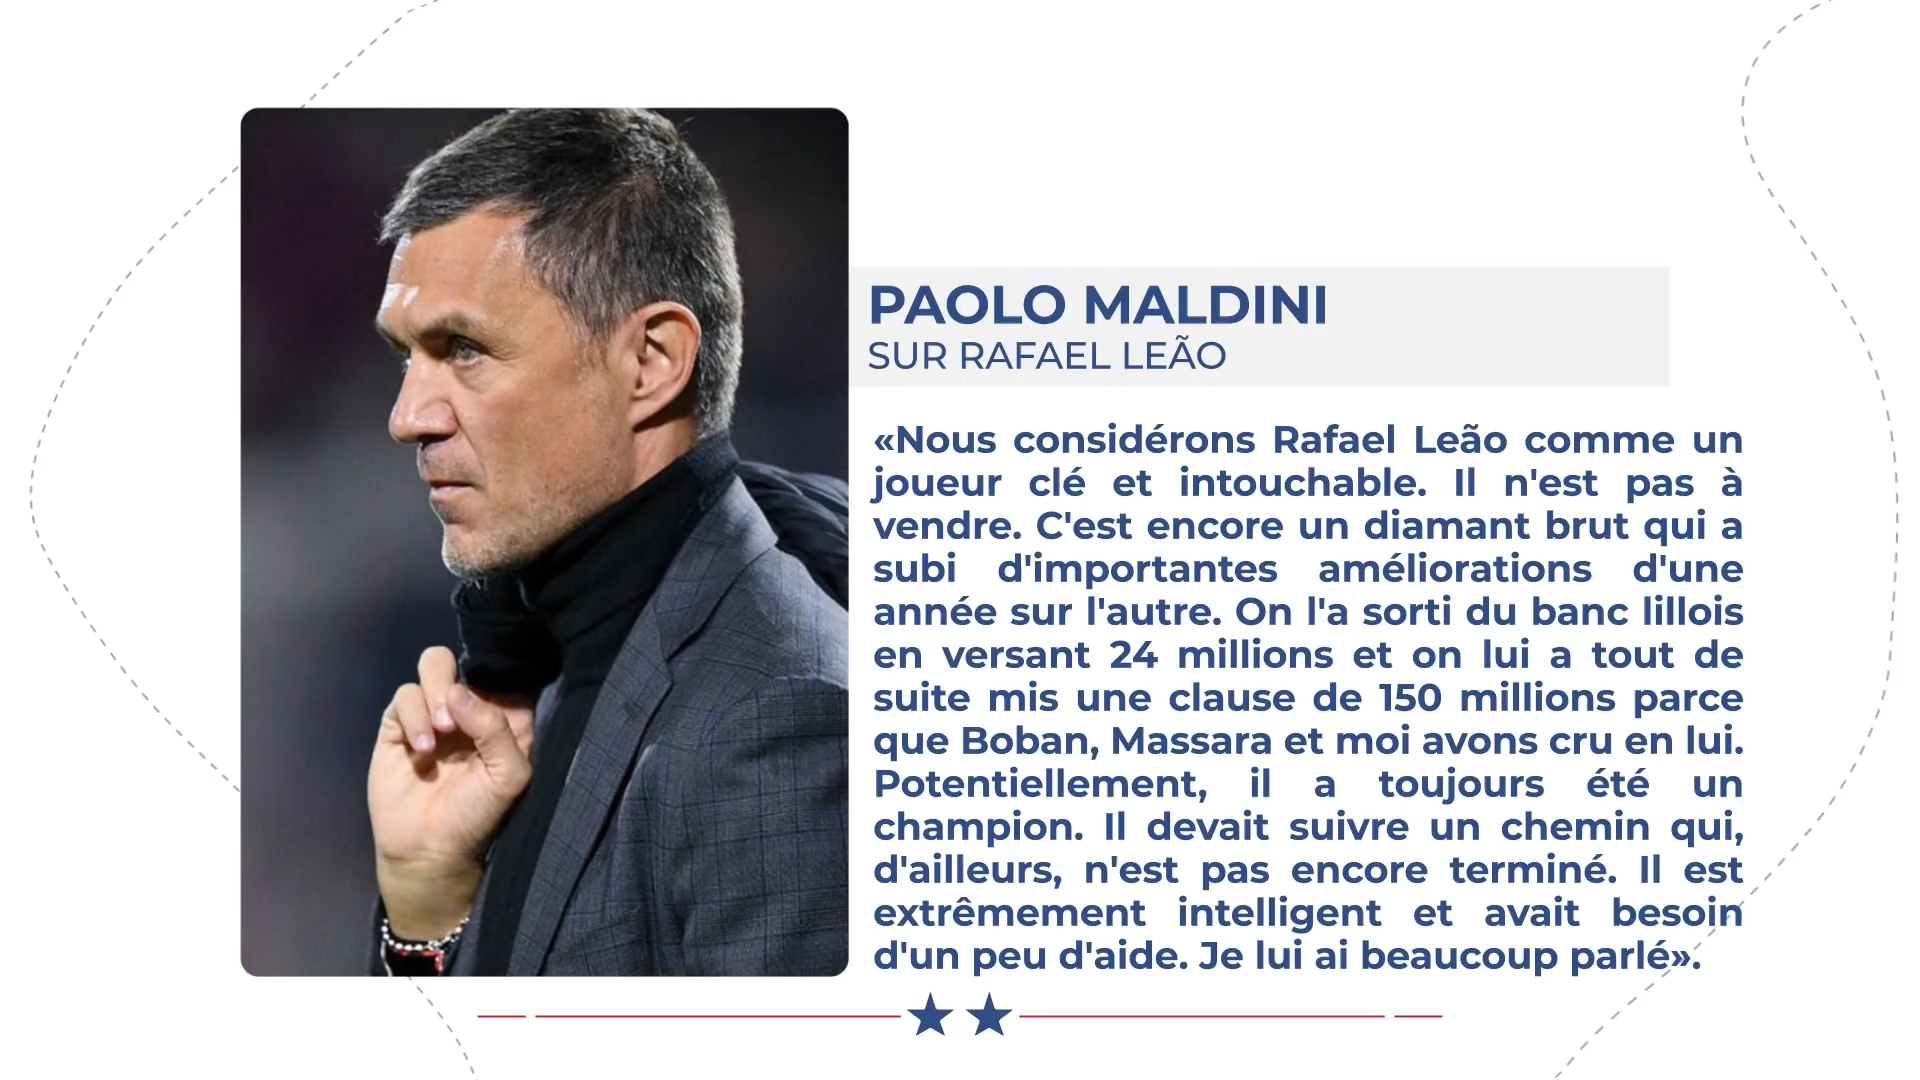 PAOLO MALDINI
SUR RAFAEL LEÃO
«Nous considérons Rafael Leão comme un
joueur clé et intouchable. Il n'est pas à
vendre. C'est encore un diamant brut qui a
subi d'importantes améliorations d'une
année sur l'autre. On l'a sorti du banc lillois
en versant 24 millions et on lui a tout de
suite mis une clause de 150 millions parce
que Boban, Massara et moi avons cru en lui.
Potentiellement, il a toujours été un
champion. Il devait suivre un chemin qui,
d'ailleurs, n'est pas encore terminé. Il est
extrêmement intelligent et avait besoin
d'un peu d'aide. Je lui ai beaucoup parlé».